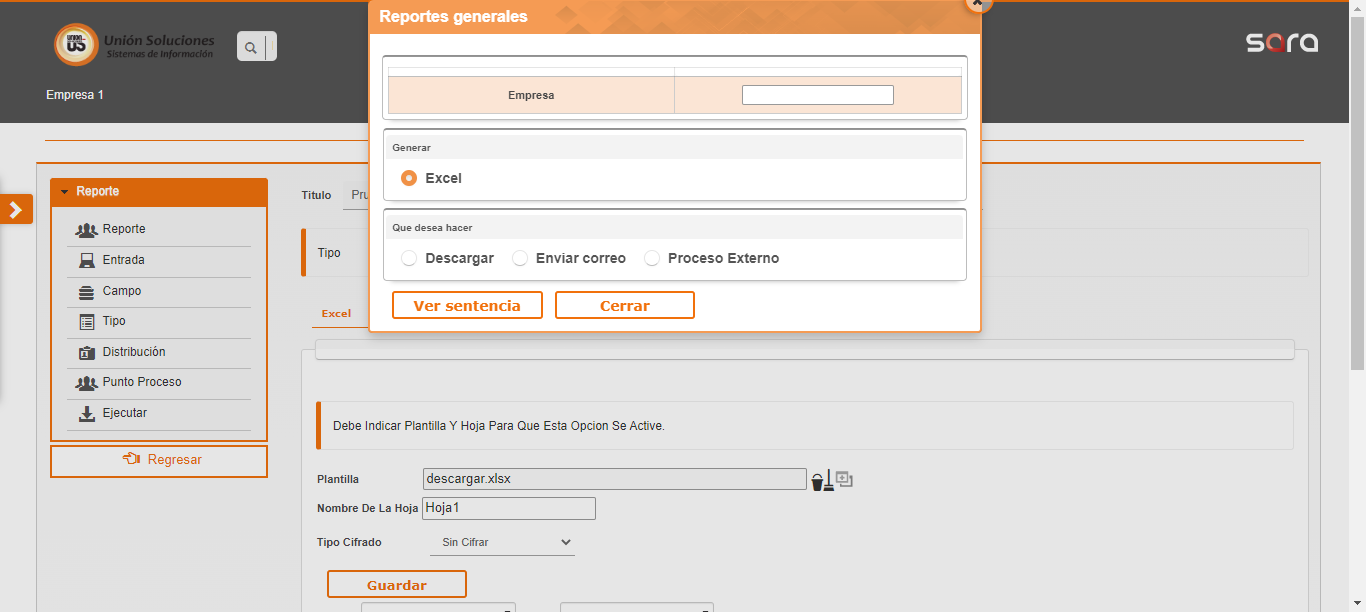 Reportes generales
UNION
US
Unión Soluciones
Sistemas de Información
sara
Empresa 1
Empresa
Generar
Excel
Que desea hacer
Descargar Enviar correo Proceso Externo
Ver sentencia Cerrar
Reporte
Reporte
Entrada
Campo
Tipo
Distribución
Punto Proceso
Ejecutar
Regresar
Titulo
Tipo
Excel
Debe Indicar Plantilla Y Hoja Para Que Esta Opcion Se Active.
Plantilla descargar.xlsx
Nombre De La Hoja Hoja1
Tipo Cifrado Sin Cifrar
Guardar